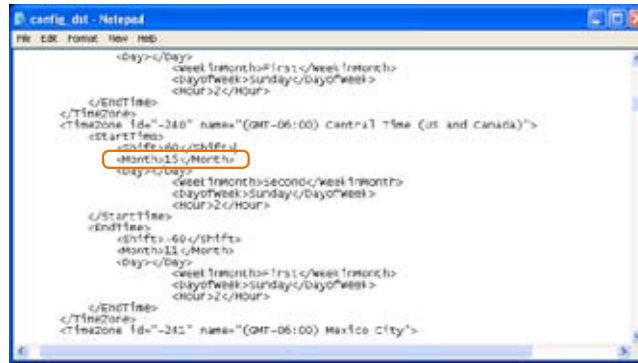 config_dst - Notepad
File Edit Format View Help
<Day></Day>
<WeekInMonth>First</WeekInMonth>
<DayofWeek>Sunday</DayofWeek>
<Hour>2</Hour>
</EndTime>
</TimeZone>
<TimeZone id="-240" name="(GMT-06:00) Central Time (US and Canada)">
<StartTime>
<Shift>60</Shift>
<Month>15</Month>
<Day></Day>
<WeekInMonth>Second</WeekInMonth>
<DayofWeek>Sunday</DayofWeek>
<Hour>2</Hour>
</StartTime>
<EndTime>
<Shift>-60</Shift>
<Month>11</Month>
<Day></Day>
<WeekInMonth>First</WeekInMonth>
<DayofWeek>Sunday</DayofWeek>
<Hour>2</Hour>
</EndTime>
</TimeZone>
<TimeZone id="-241" name="(GMT-06:00) Mexico City">